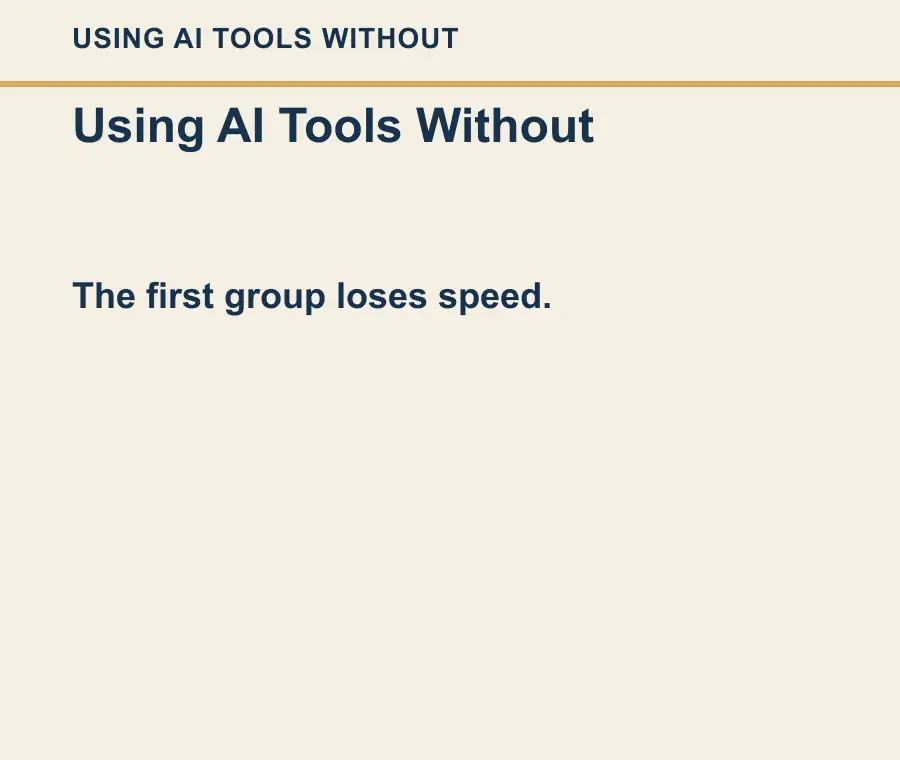 USING AI TOOLS WITHOUT
Using AI Tools Without
The first group loses speed.